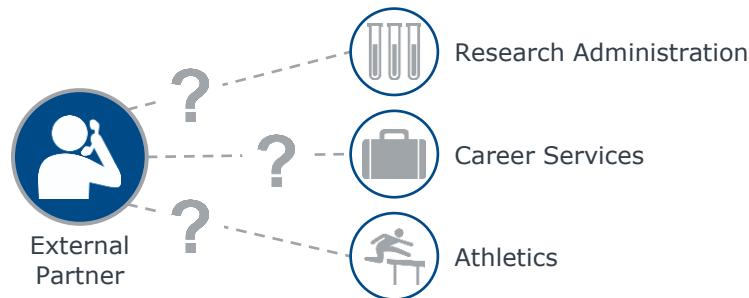 ?
Research Administration
?
Career Services
?
Athletics
External
Partner